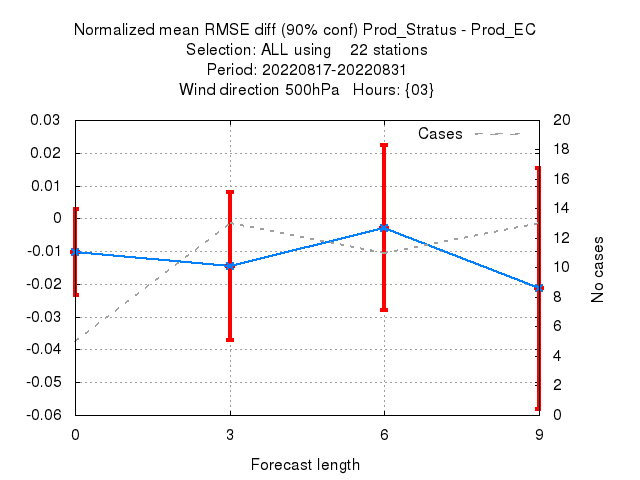 Normalized mean RMSE diff (90% conf) Prod_Stratus - Prod_EC
Selection: ALL using    22 stations
Period: 20220817-20220831
Wind direction 500hPa   Hours: {03}
Cases
0.03
0.02
0.01
0
-0.01
-0.02
-0.03
-0.04
-0.05
-0.06
20
18
16
14
12
10
8
6
4
2
0
No cases
0 3 6 9
Forecast length